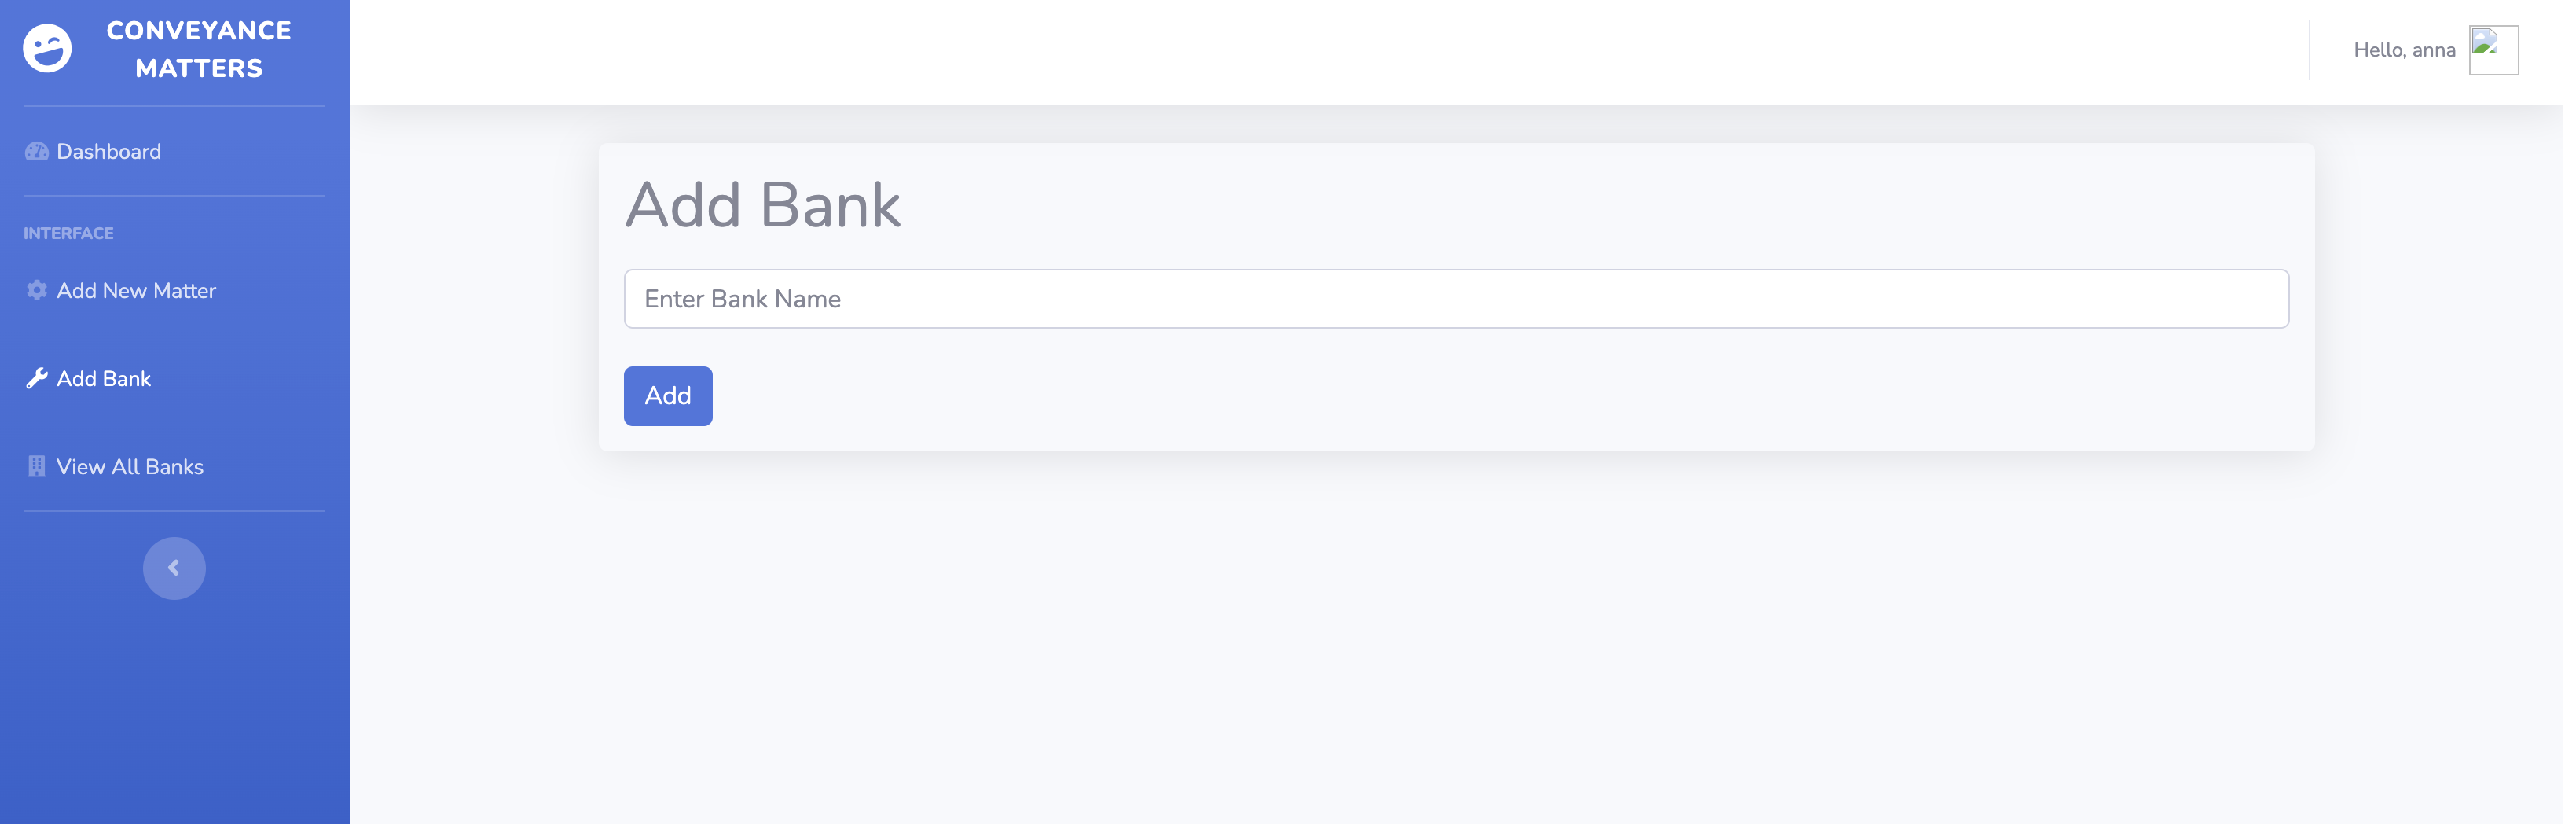 CONVEYANCE
MATTERS
Hello, anna
Dashboard
INTERFACE
Add New Matter
Add Bank
View All Banks
Add Bank
Enter Bank Name
Add